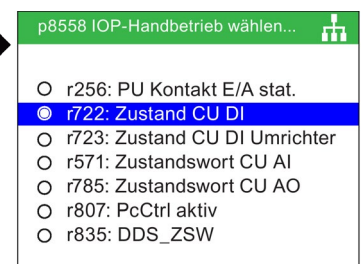 p8558 IOP-Handbetrieb wählen...
r256: PU Kontakt E/A stat.
r722: Zustand CU DI
r723: Zustand CU DI Umrichter
r571: Zustandswort CU AI
r785: Zustandswort CU AO
r807: PcCtrl aktiv
r835: DDS_ZSW